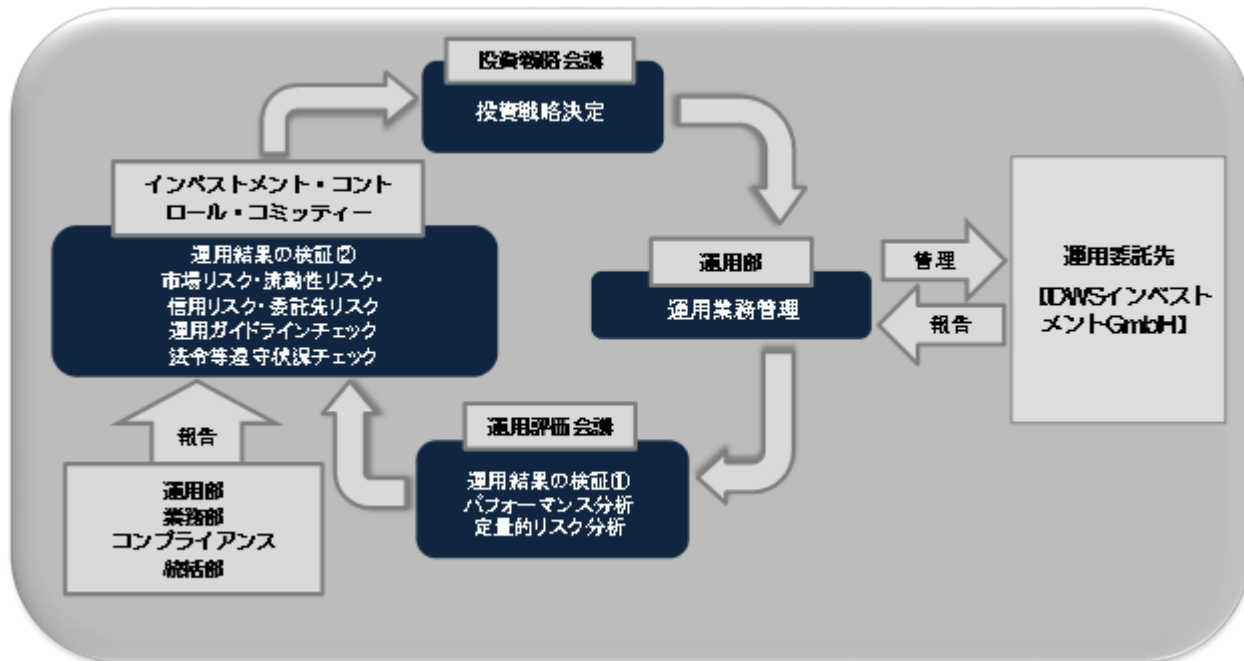 投資戦略会議
投資戦略決定
インベストメント・コント
ロール・コミッティー
運用結果の検証②
市場リスク・流動性リスク・
信用リスク・委託先リスク
運用ガイドラインチェック
法令等遵守状況チェック
運用部
運用業務管理
管理
報告
運用委託先
【DWSインベスト
メントGmbH】
運用評価会議
運用結果の検証①
パフォーマンス分析
定量的リスク分析
報告
運用部
業務部
コンプライアンス
統括部